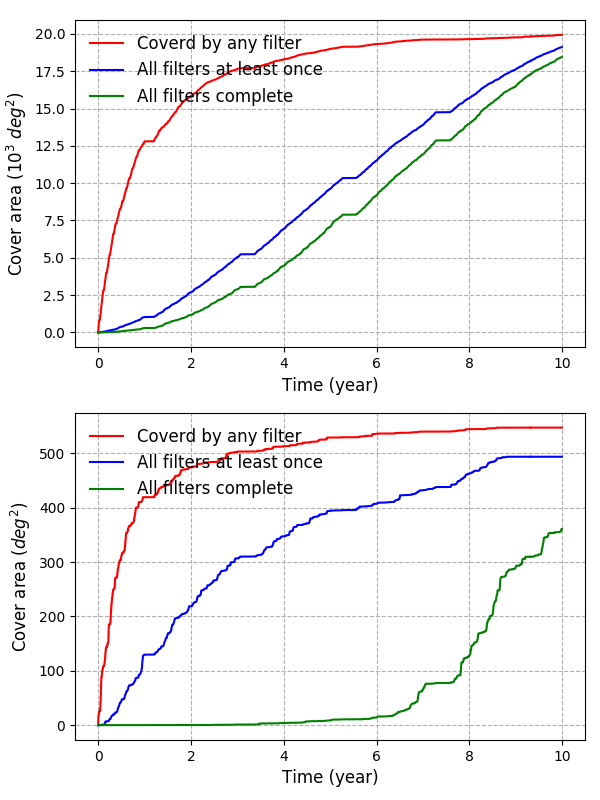 20.0
17.5
15.0
12.5
10.0
7.5
5.0
2.5
0.0
Cover area (10³ deg²)
Coverd by any filter
All filters at least once
All filters complete
0 2 4 6 8 10
Time (year)
500
400
300
200
100
0
Cover area (deg²)
Coverd by any filter
All filters at least once
All filters complete
0 2 4 6 8 10
Time (year)